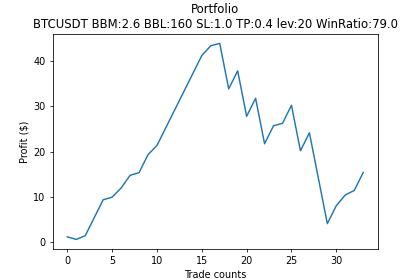 Portfolio
BTCUSDT BBM:2.6 BBL:160 SL:1.0 TP:0.4 lev:20 WinRatio:79.0
40
30
20
10
0
Profit ($)
0 5 10 15 20 25 30
Trade counts